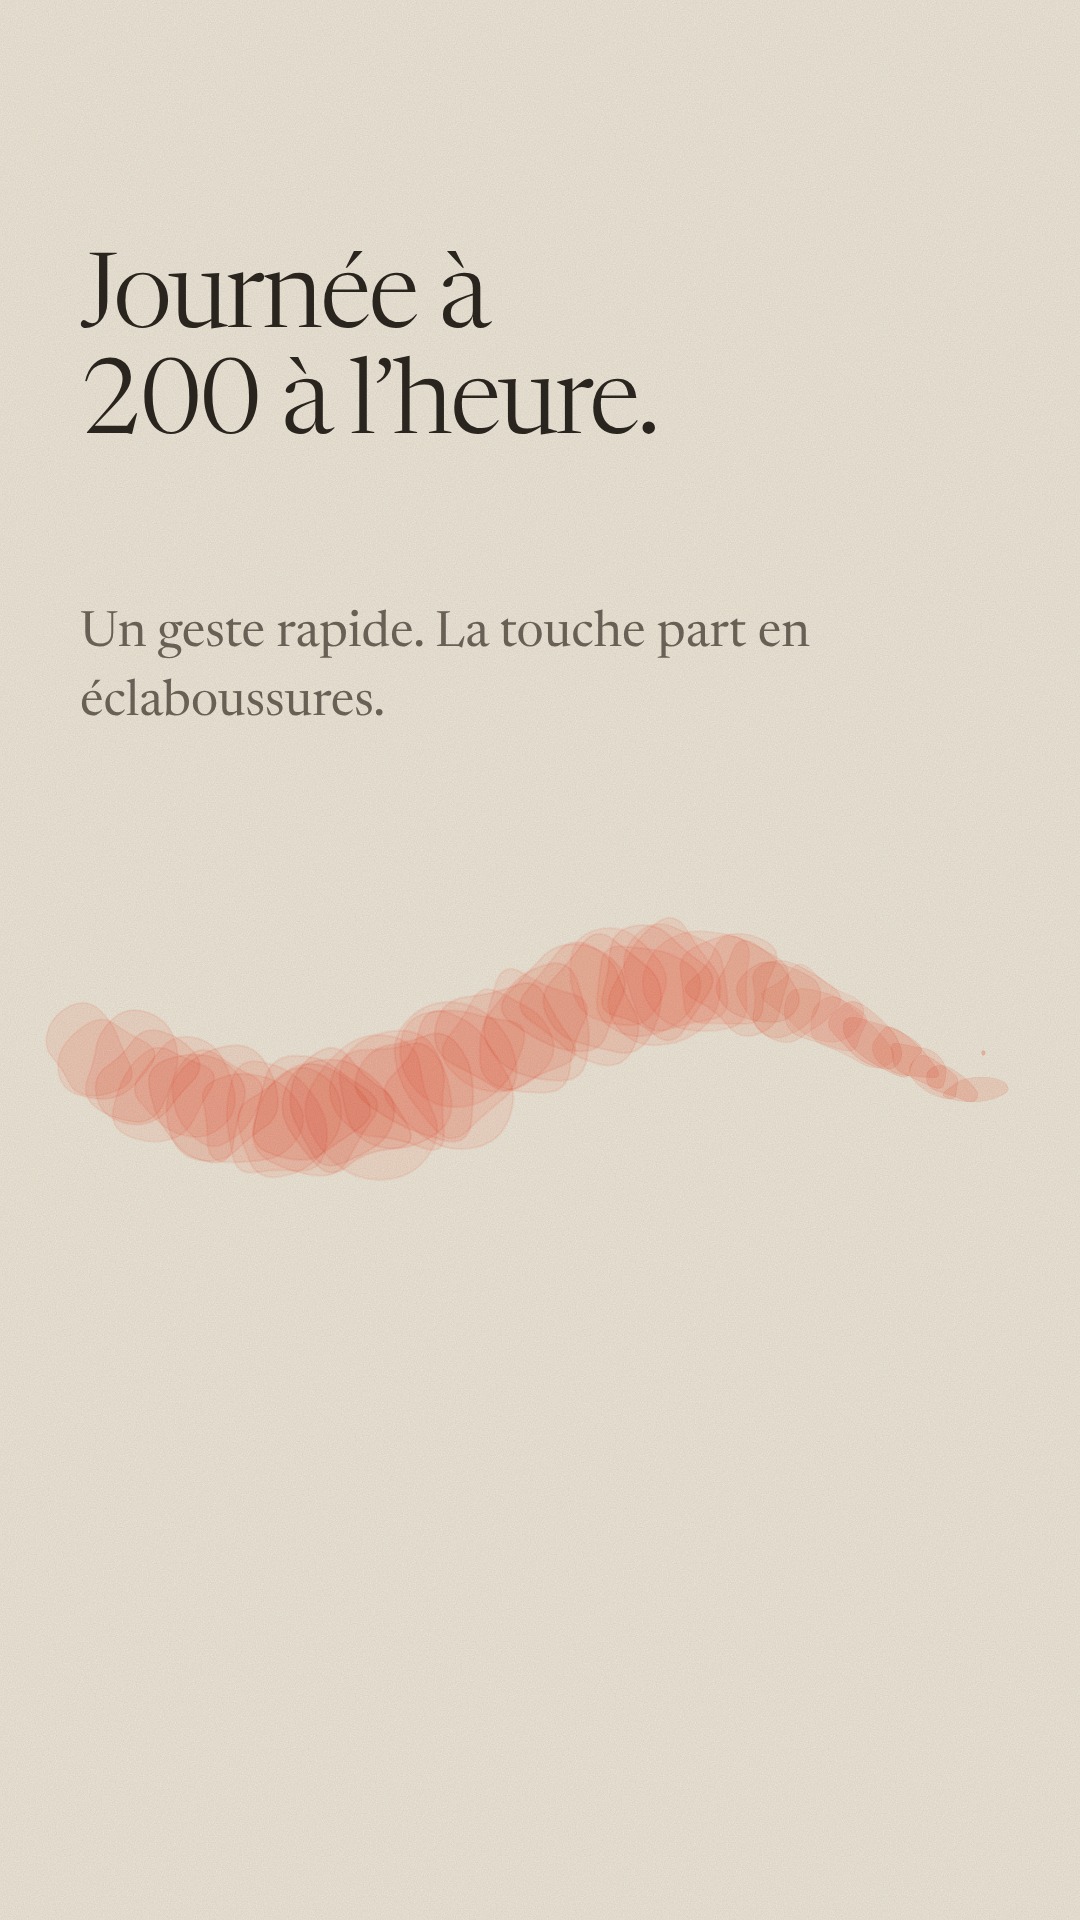 Journée à
200 à l’heure.
Un geste rapide. La touche part en
éclaboussures.